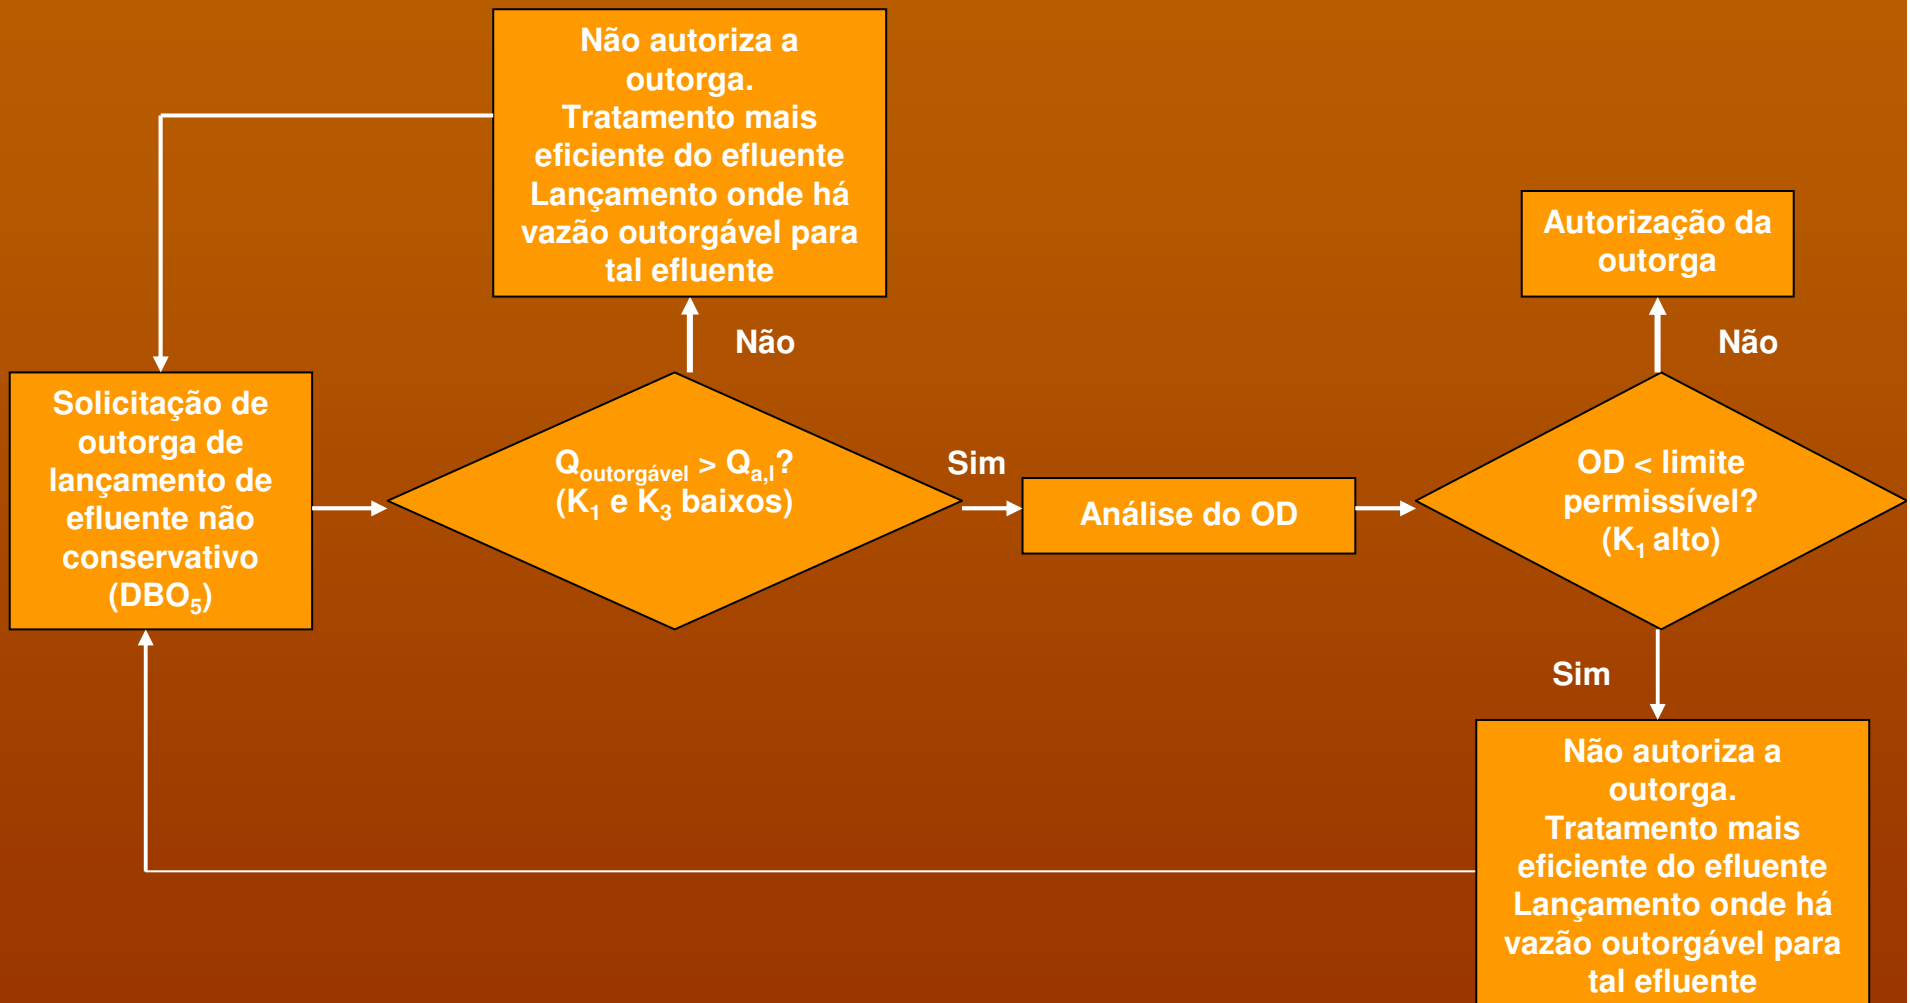 Não autoriza a
outorga.
Tratamento mais
eficiente do efluente
Lançamento onde há
vazão outorgável para
tal efluente
Autorização da
outorga
Não
Não
Solicitação de
outorga de
lançamento de
efluente não
conservativo
(DBO5)
Qoutorgável > Qa,l?
(K1 e K3 baixos)
Sim
Análise do OD
OD < limite
permissível?
(K1 alto)
Sim
Não autoriza a
outorga.
Tratamento mais
eficiente do efluente
Lançamento onde há
vazão outorgável para
tal efluente